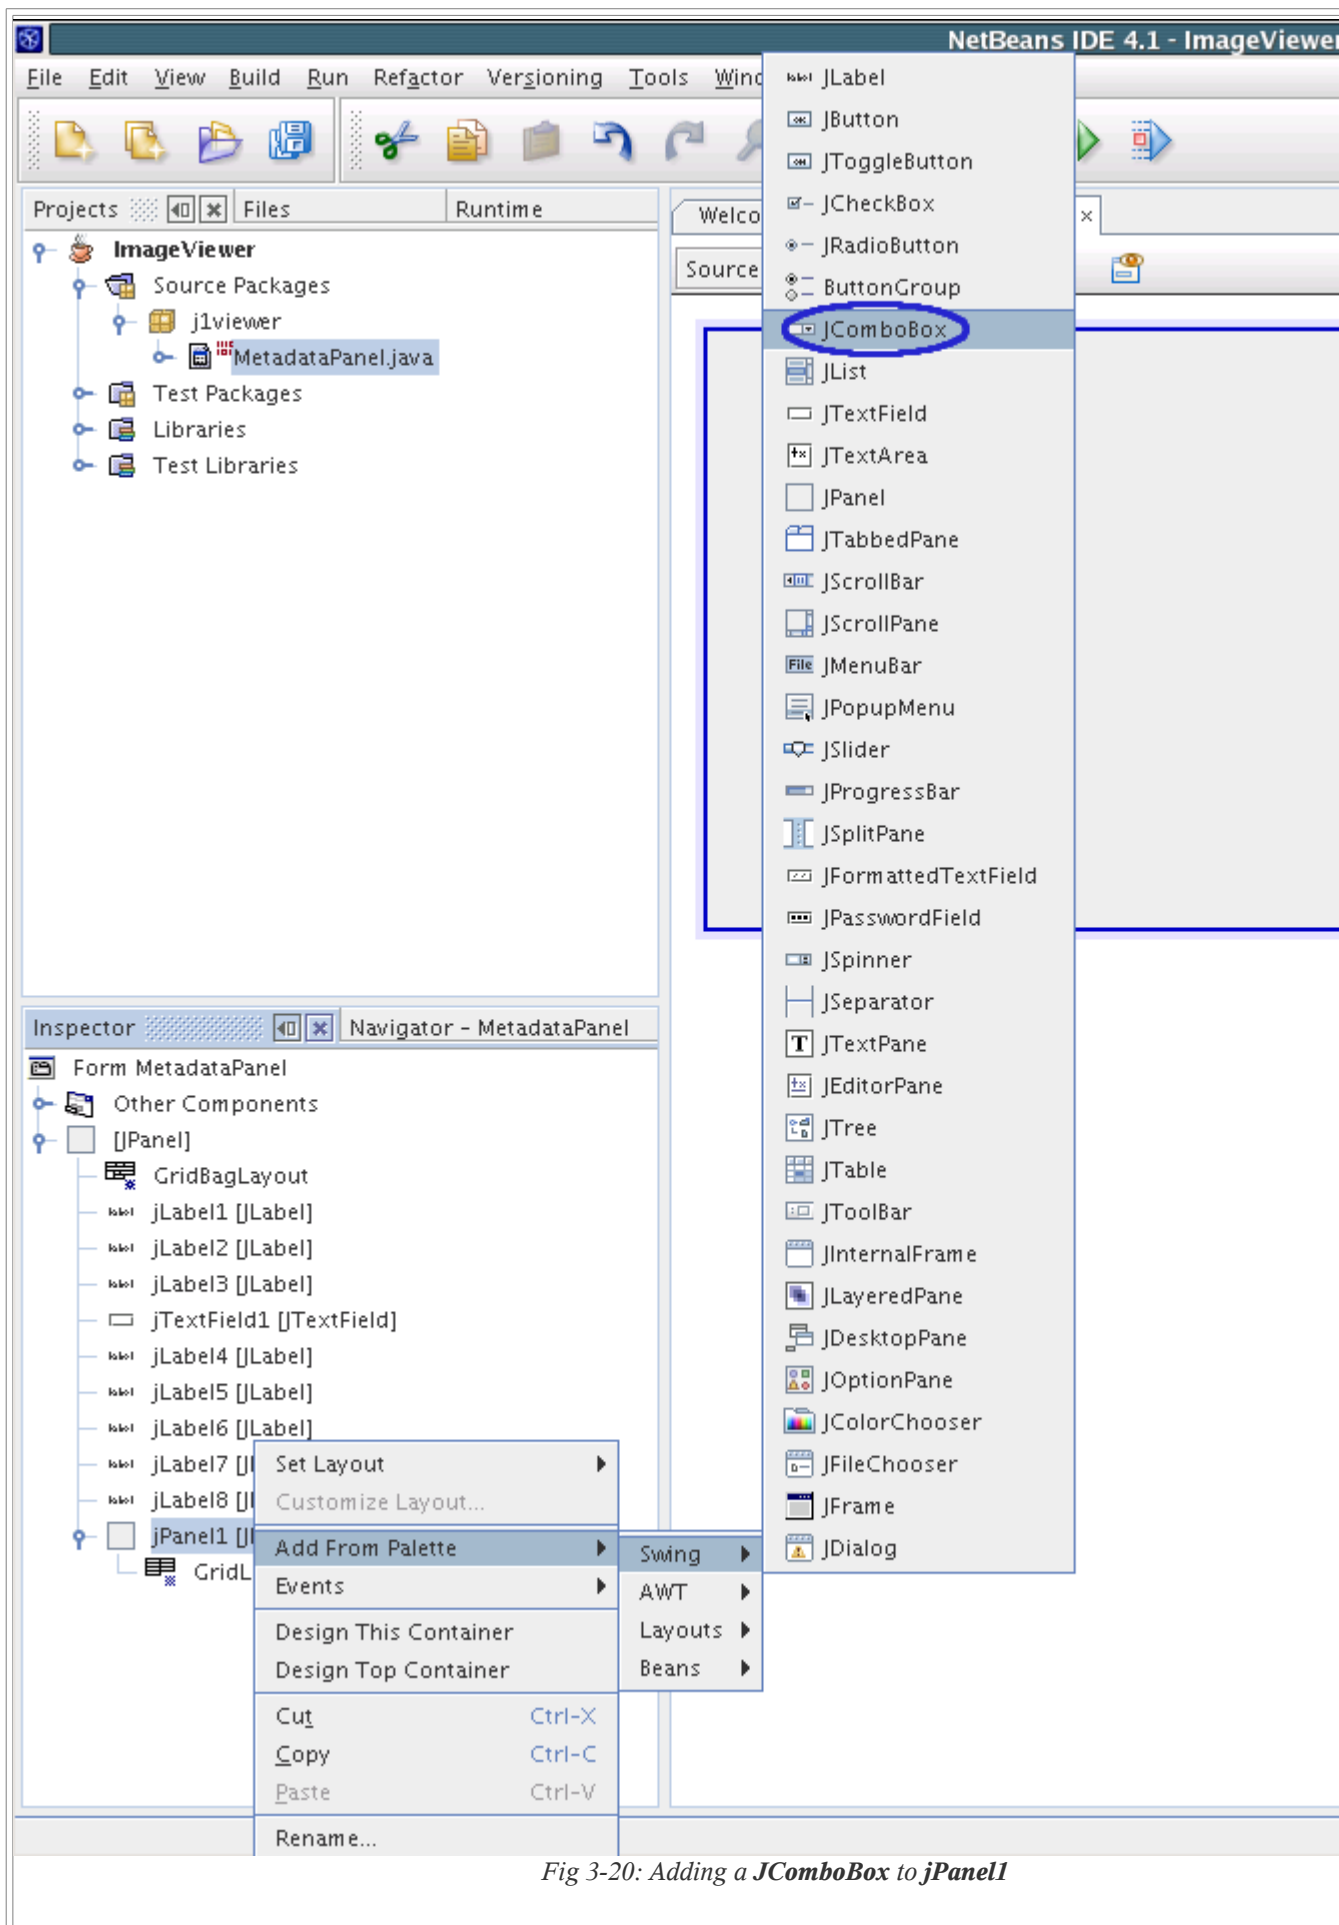 NetBeans IDE 4.1 - ImageViewer
File Edit View Build Run Refactor Versioning Tools
Projects Files Runtime
ImageViewer
Source Packages
j1viewer
MetadataPanel.java
Test Packages
Libraries
Test Libraries
Source
JLabel
JButton
JToggleButton
JCheckBox
JRadioButton
ButtonGroup
JComboBox
JList
JTextField
JTextArea
JPanel
JTabbedPane
JScrollBar
JScrollPane
File JMenuBar
JPopupMenu
JSlider
JProgressBar
JSplitPane
JFormattedTextField
JPasswordField
JSpinner
JSeparator
JTextPane
JEditorPane
JTree
JTable
JToolBar
JInternalFrame
JLayeredPane
JDesktopPane
JOptionPane
JColorChooser
JFileChooser
JFrame
JDialog
Inspector Navigator - MetadataPanel
Form MetadataPanel
Other Components
[JPanel]
GridBagLayout
jLabel1 [JLabel]
jLabel2 [JLabel]
jLabel3 [JLabel]
jTextField1 [JTextField]
jLabel4 [JLabel]
jLabel5 [JLabel]
jLabel6 [JLabel]
jLabel7
jLabel8
jPanel1
GridL
Set Layout
Customize Layout...
Add From Palette
Events
Design This Container
Design Top Container
Cut Ctrl-X
Copy Ctrl-C
Paste Ctrl-V
Rename...
Swing
AWT
Layouts
Beans
Fig 3-20: Adding a JComboBox to jPanel1